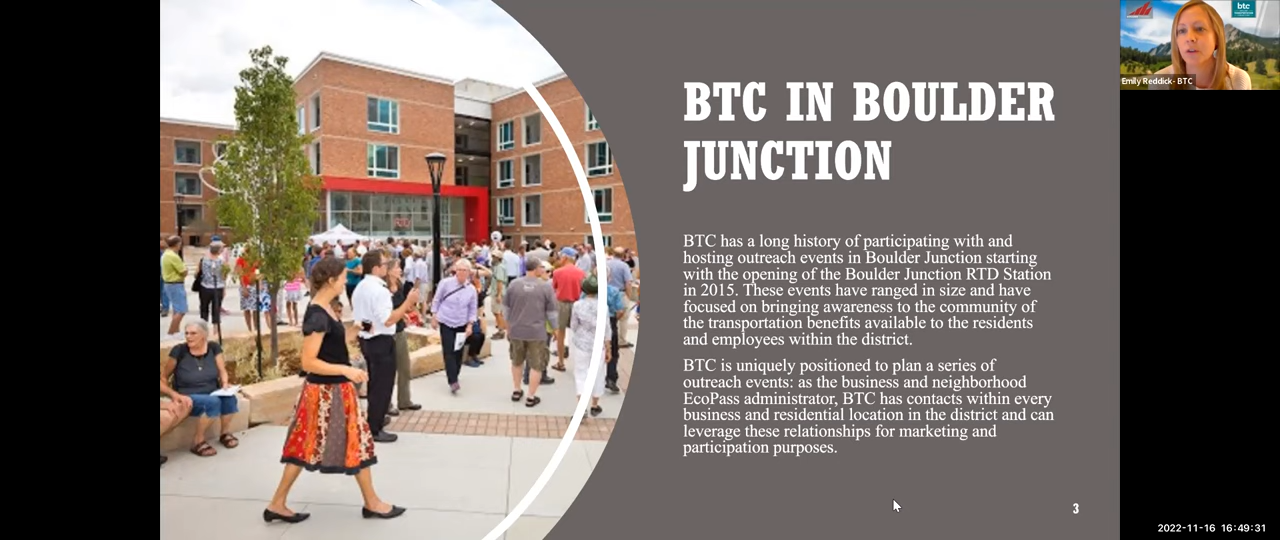 BTC IN BOULDER
JUNCTION
BTC has a long history of participating with and
hosting outreach events in Boulder Junction starting
with the opening of the Boulder Junction RTD Station
in 2015. These events have ranged in size and have
focused on bringing awareness to the community of
the transportation benefits available to the residents
and employees within the district.
BTC is uniquely positioned to plan a series of
outreach events: as the business and neighborhood
EcoPass administrator, BTC has contacts within every
business and residential location in the district and can
leverage these relationships for marketing and
participation purposes.
3
btc
Emily Reddick- BTC
2022-11-16 16:49:31